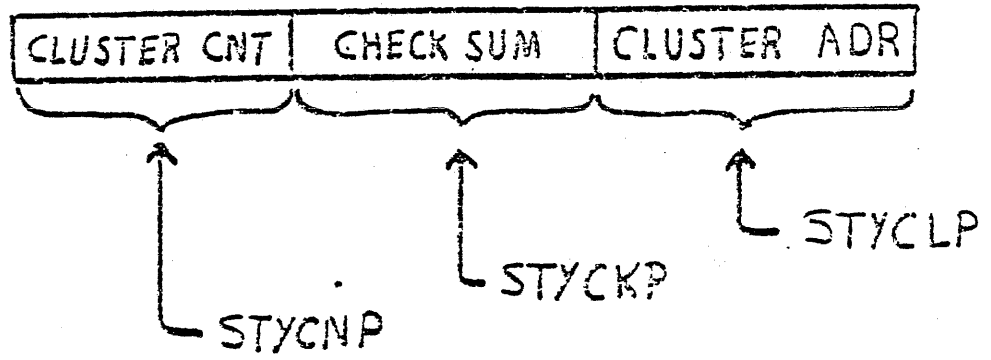 CLUSTER CNT CHECK SUM CLUSTER ADR
STYCLP
STYCKP
STYCNP